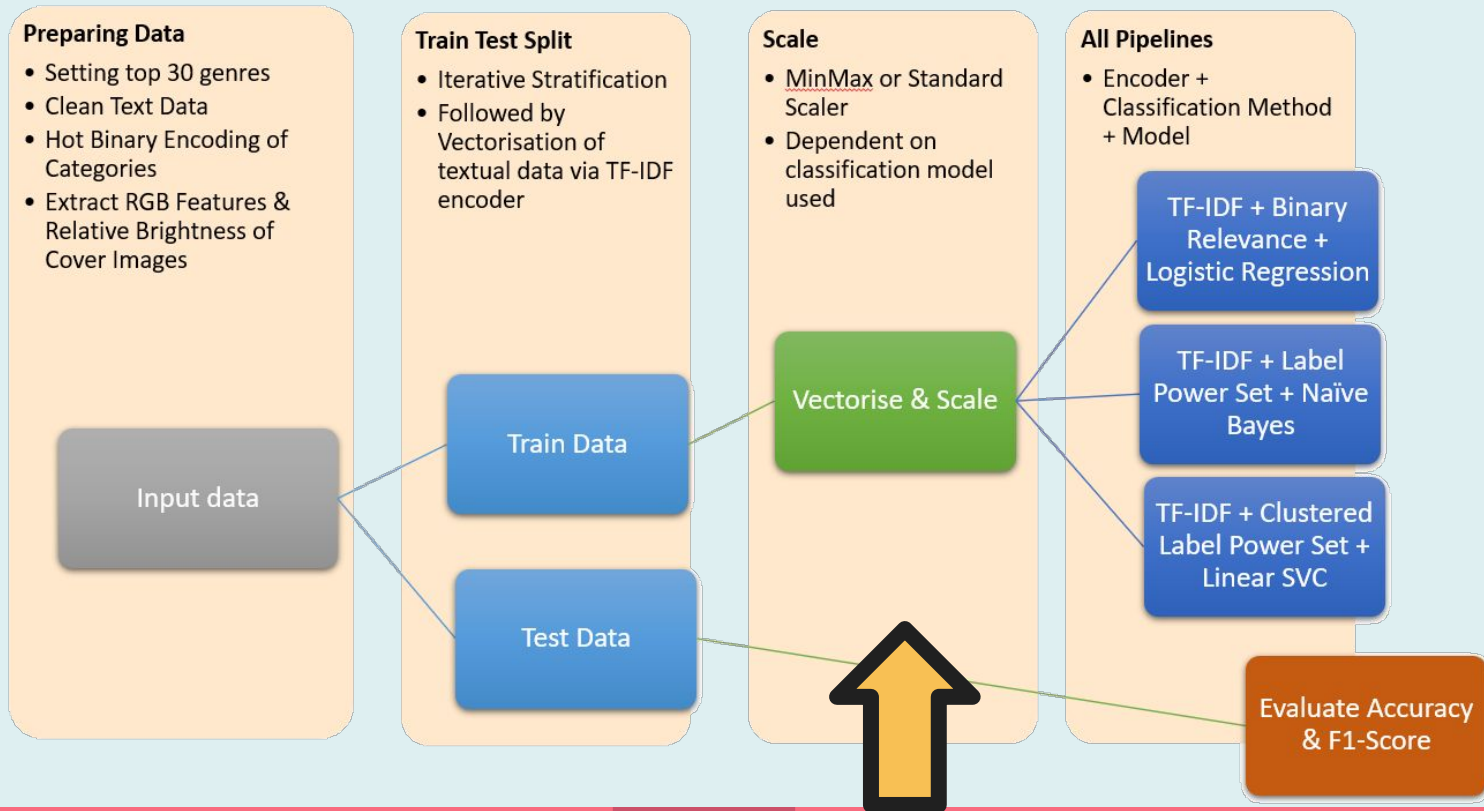 Preparing Data
• Setting top 30 genres
• Clean Text Data
• Hot Binary Encoding of
Categories
• Extract RGB Features &
Relative Brightness of
Cover Images
Input data
Train Test Split
• Iterative Stratification
• Followed by
Vectorisation of
textual data via TF-IDF
encoder
Train Data
Test Data
Scale
• MinMax or Standard
Scaler
• Dependent on
classification model
used
Vectorise & Scale
All Pipelines
• Encoder +
Classification Method
+ Model
TF-IDF + Binary
Relevance +
Logistic Regression
TF-IDF + Label
Power Set + Naïve
Bayes
TF-IDF + Clustered
Label Power Set +
Linear SVC
Evaluate Accuracy
& F1-Score